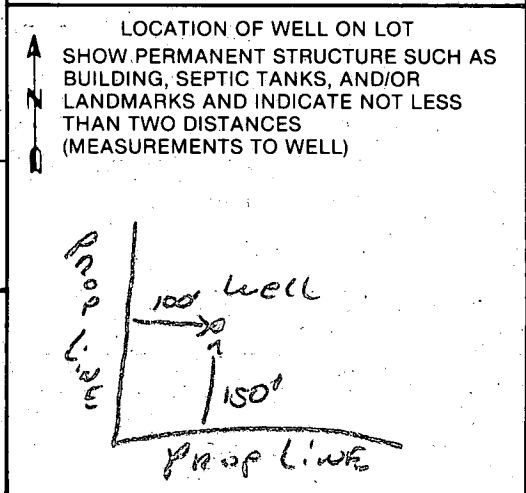 LOCATION OF WELL ON LOT
SHOW PERMANENT STRUCTURE SUCH AS
BUILDING, SEPTIC TANKS, AND/OR
N LANDMARKS AND INDICATE NOT LESS
THAN TWO DISTANCES
(MEASUREMENTS TO WELL)
Prop Line
100' Well
150'
Prop Line